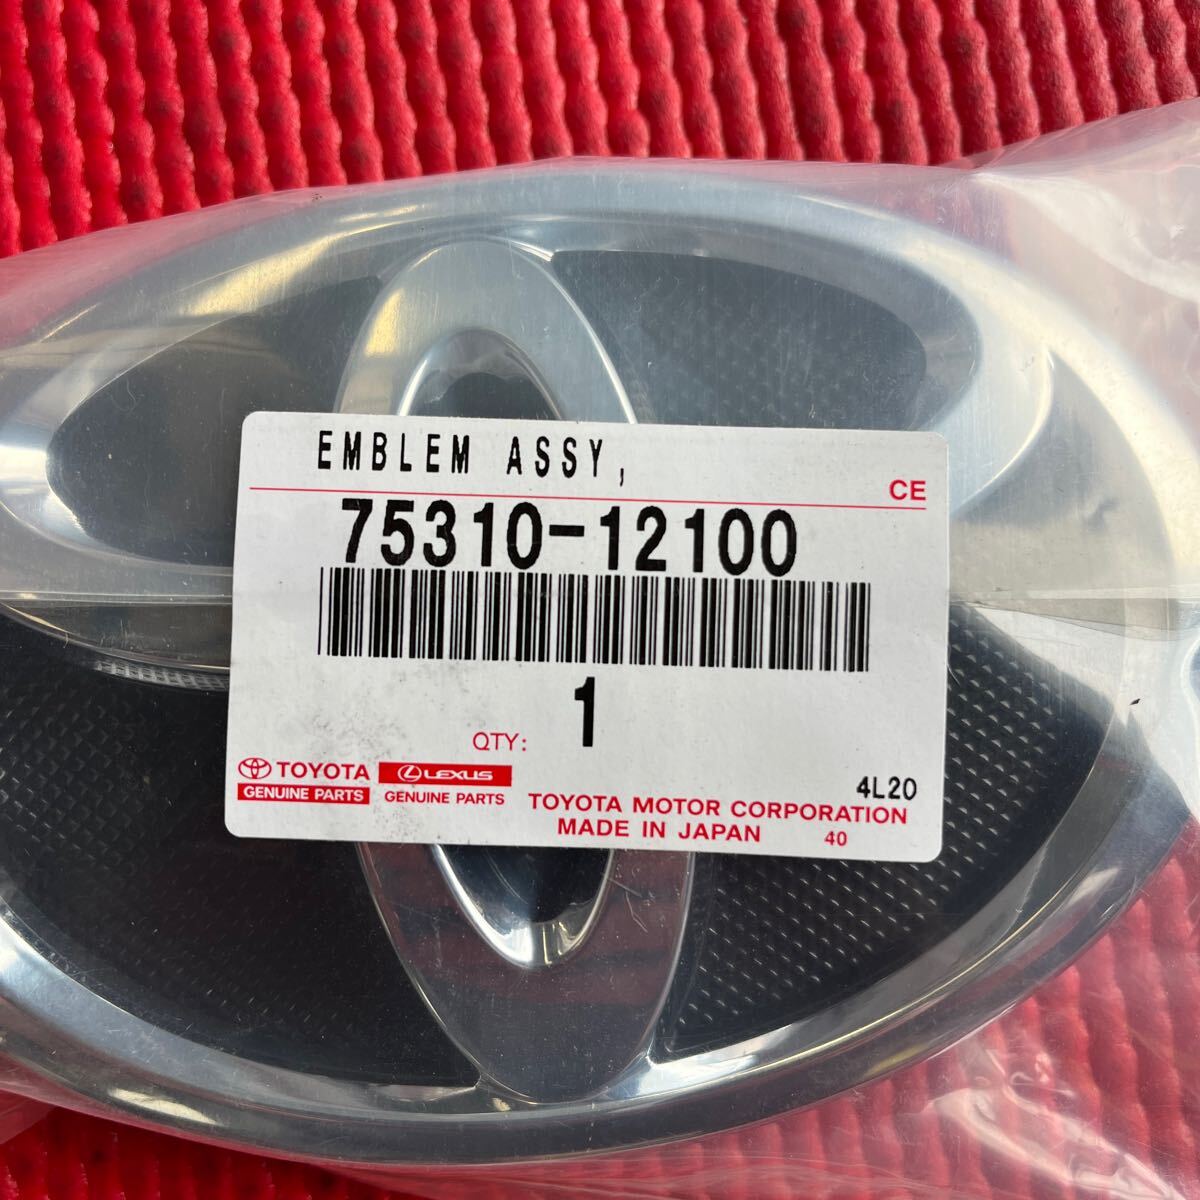 EMBLEM ASSY,
CE
75310-12100
1
QTY:
TOYOTA LEXUS
GENUINE PARTS GENUINE PARTS
4L20
TOYOTA MOTOR CORPORATION
MADE IN JAPAN 40